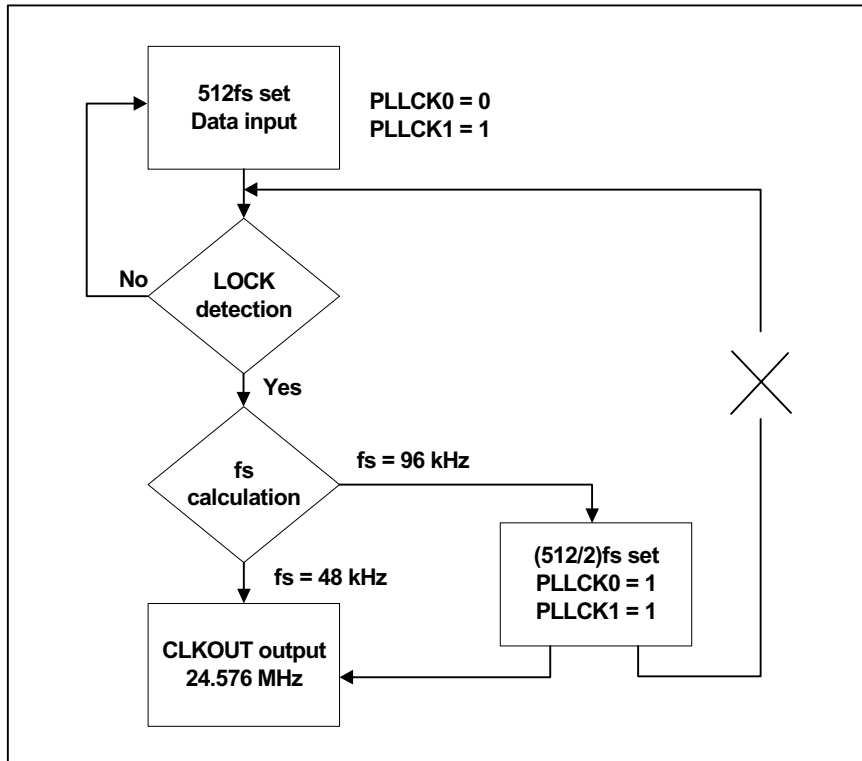 512fs set
Data input
PLLCK0 = 0
PLLCK1 = 1
No
LOCK
detection
Yes
fs
calculation
fs = 96 kHz
(512/2)fs set
PLLCK0 = 1
PLLCK1 = 1
fs = 48 kHz
CLKOUT output
24.576 MHz